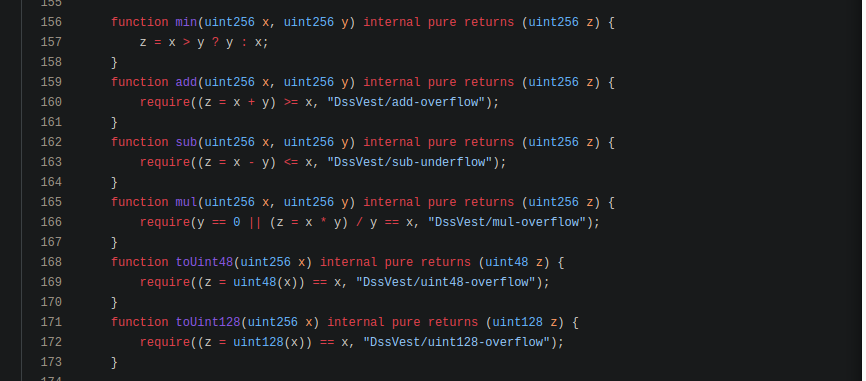 155
156 function min(uint256 x, uint256 y) internal pure returns (uint256 z) {
157 z = x > y ? y : x;
158 }
159 function add(uint256 x, uint256 y) internal pure returns (uint256 z) {
160 require((z = x + y) >= x, "DssVest/add-overflow");
161 }
162 function sub(uint256 x, uint256 y) internal pure returns (uint256 z) {
163 require((z = x - y) <= x, "DssVest/sub-underflow");
164 }
165 function mul(uint256 x, uint256 y) internal pure returns (uint256 z) {
166 require(y == 0 || (z = x * y) / y == x, "DssVest/mul-overflow");
167 }
168 function toUint48(uint256 x) internal pure returns (uint48 z) {
169 require((z = uint48(x)) == x, "DssVest/uint48-overflow");
170 }
171 function toUint128(uint256 x) internal pure returns (uint128 z) {
172 require((z = uint128(x)) == x, "DssVest/uint128-overflow");
173 }
174